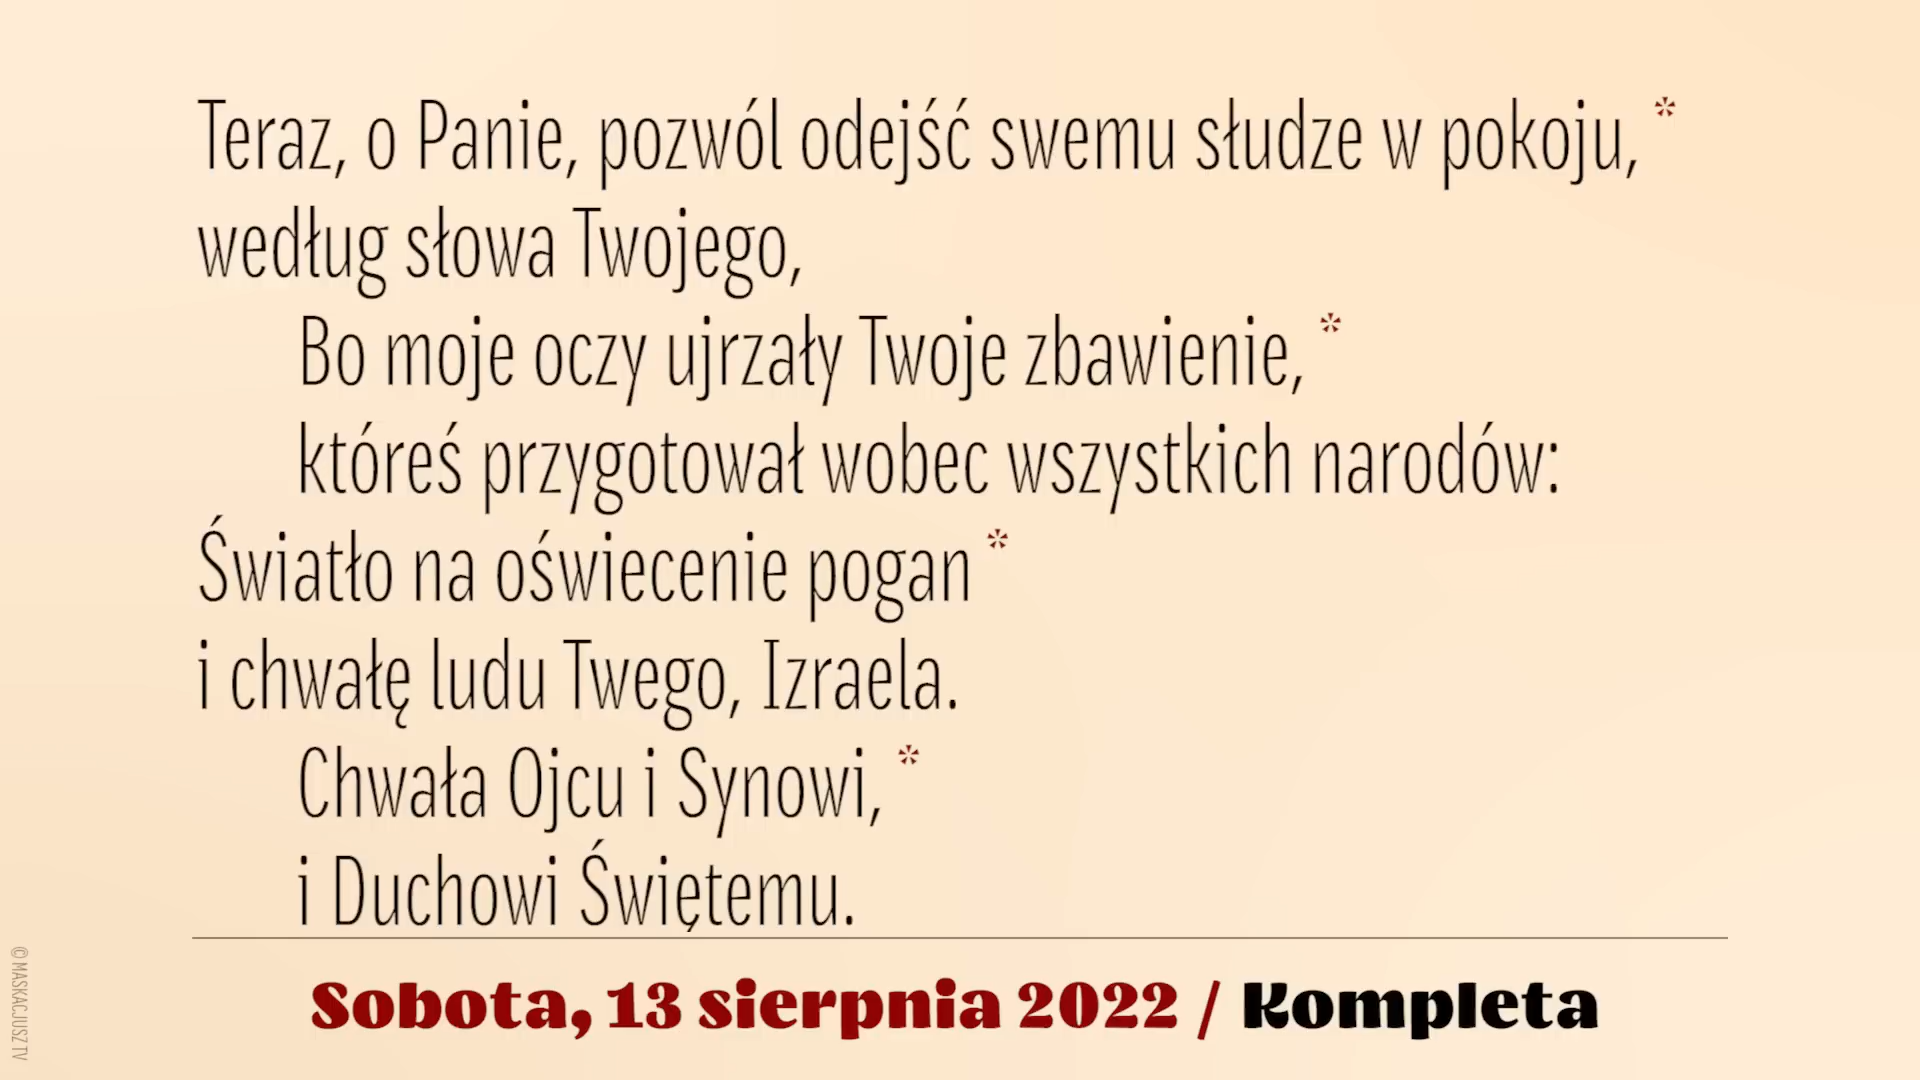 Teraz, o Panie, pozwól odejść swemu słudze w pokoju, *
według słowa Twojego,
Bo moje oczy ujrzały Twoje zbawienie, *
któreś przygotował wobec wszystkich narodów:
Światło na oświecenie pogan *
i chwałę ludu Twego, Izraela.
Chwała Ojcu i Synowi, *
i Duchowi Świętemu.
Sobota, 13 sierpnia 2022 / Kompleta
© MASKACJUSZ TV